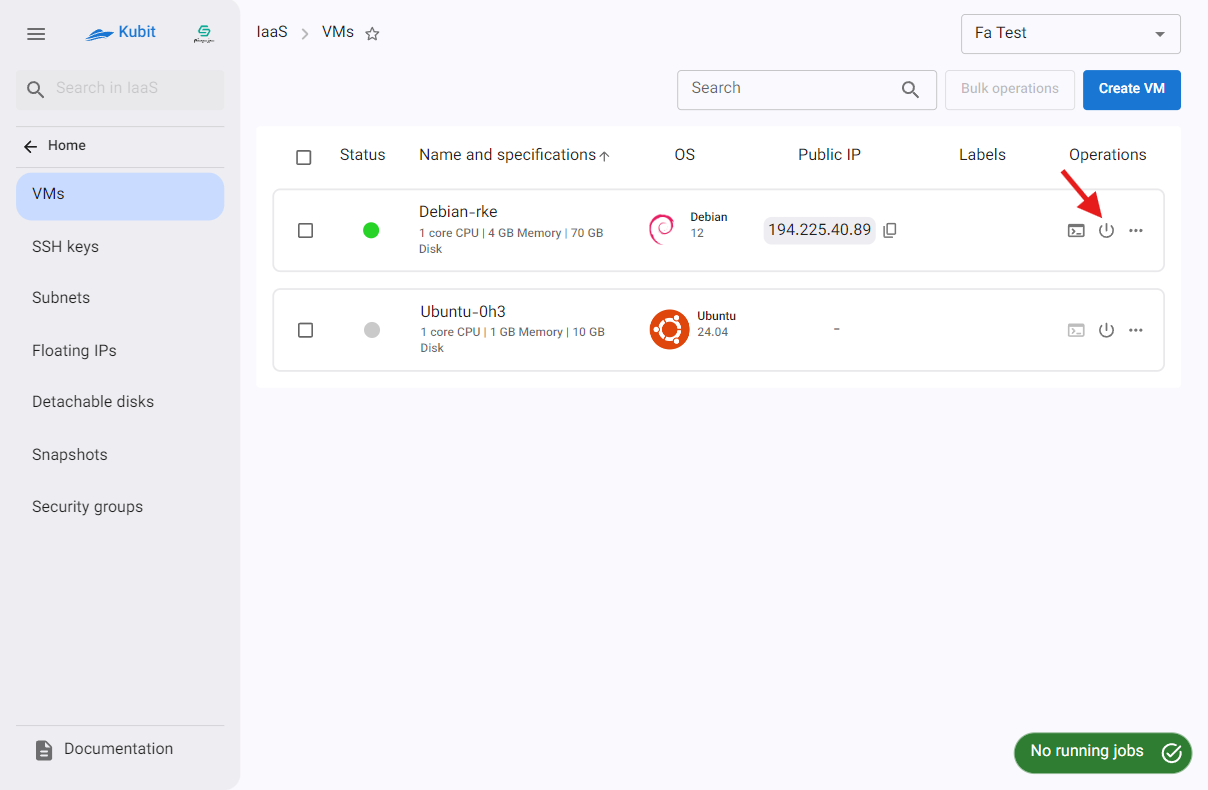 Kubit
IaaS
VMs
Fa Test
Search in IaaS
Search
Bulk operations
Create VM
Home
Status
Name and specifications
OS
Public IP
Labels
Operations
VMs
SSH keys
Subnets
Floating IPs
Detachable disks
Snapshots
Security groups
Debian-rke
1 core CPU | 4 GB Memory | 70 GB
Disk
Debian
12
194.225.40.89
Ubuntu-0h3
1 core CPU | 1 GB Memory | 10 GB
Disk
Ubuntu
24.04
-
Documentation
No running jobs